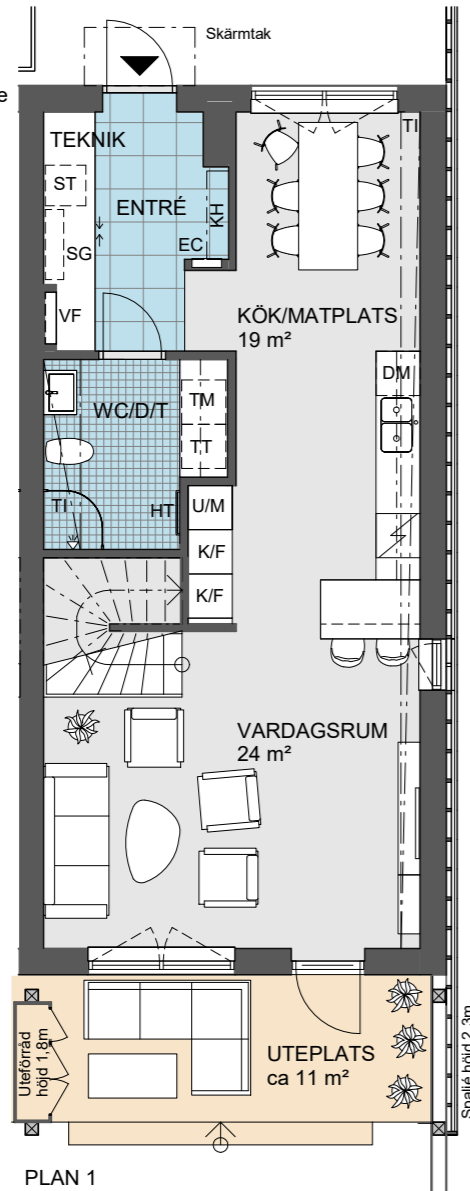 Skärmtak
e
TEKNIK
TI
ST
ENTRÉ
KH
SG
EC
VF
KÖK/MATPLATS
19 m²
DM
WC/D/T
TM
TT
TI
HT
U/M
K/F
K/F
VARDAGSRUM
24 m²
Uteförråd
höjd 1,8m
UTEPLATS
ca 11 m²
Spaljé höjd 2,3m
PLAN 1